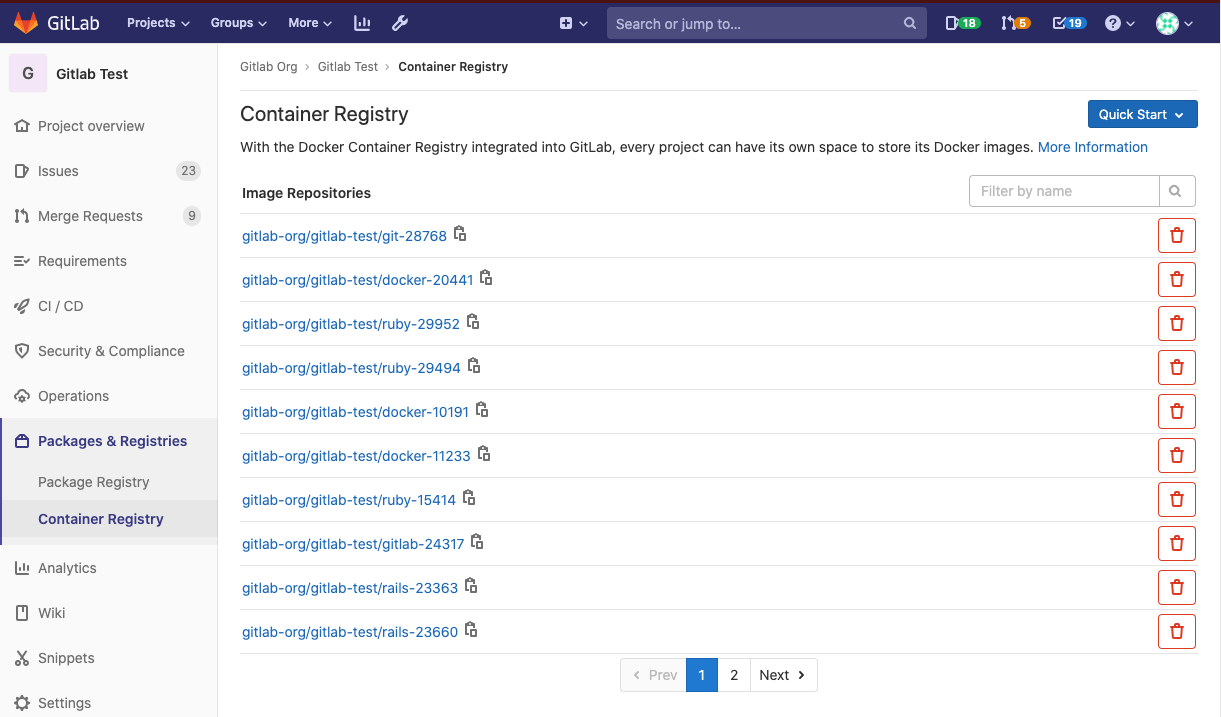 GitLab Projects Groups More Search or jump to... 18 5 19
G Gitlab Test
Project overview
Issues 23
Merge Requests 9
Requirements
CI / CD
Security & Compliance
Operations
Packages & Registries
Package Registry
Container Registry
Analytics
Wiki
Snippets
Settings
Gitlab Org › Gitlab Test › Container Registry
Container Registry
Quick Start
With the Docker Container Registry integrated into GitLab, every project can have its own space to store its Docker images. More Information
Image Repositories
Filter by name
gitlab-org/gitlab-test/git-28768
gitlab-org/gitlab-test/docker-20441
gitlab-org/gitlab-test/ruby-29952
gitlab-org/gitlab-test/ruby-29494
gitlab-org/gitlab-test/docker-10191
gitlab-org/gitlab-test/docker-11233
gitlab-org/gitlab-test/ruby-15414
gitlab-org/gitlab-test/gitlab-24317
gitlab-org/gitlab-test/rails-23363
gitlab-org/gitlab-test/rails-23660
‹ Prev 1 2 Next ›